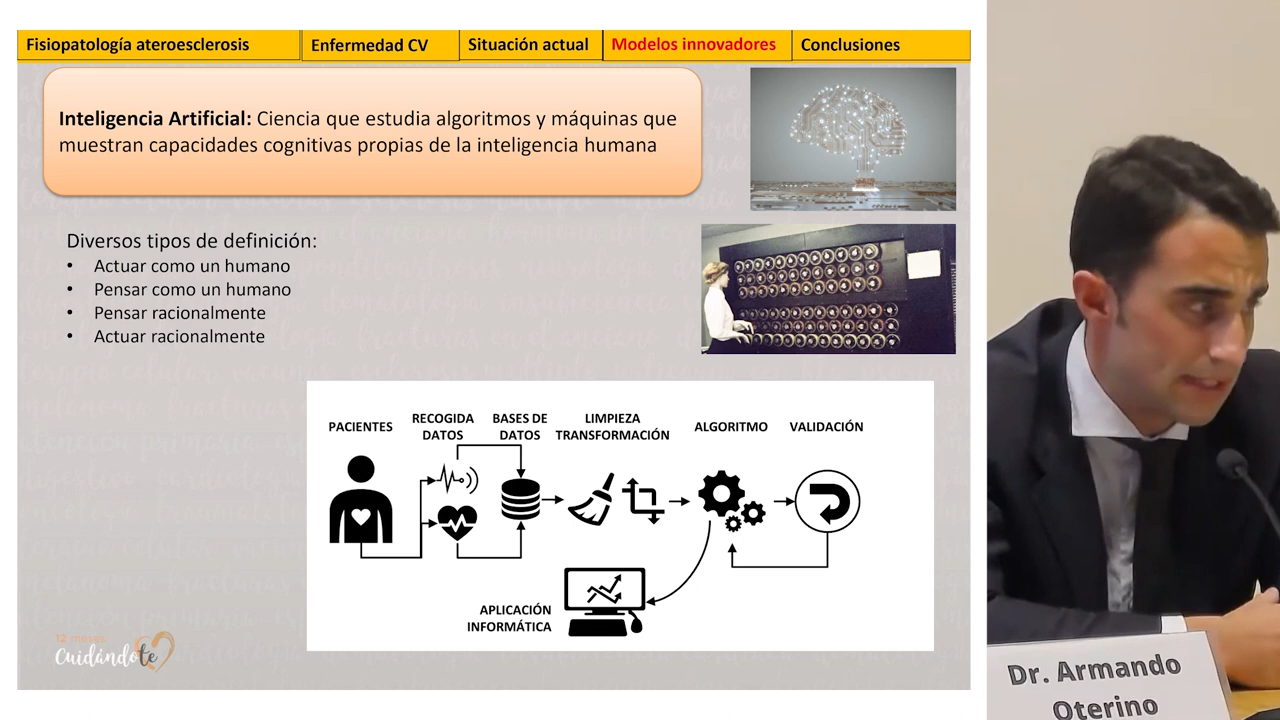 Fisiopatología ateroesclerosis
Enfermedad CV
Situación actual
Modelos innovadores
Conclusiones
Inteligencia Artificial: Ciencia que estudia algoritmos y máquinas que
muestran capacidades cognitivas propias de la inteligencia humana
Diversos tipos de definición:
• Actuar como un humano
• Pensar como un humano
• Pensar racionalmente
• Actuar racionalmente
PACIENTES
RECOGIDA
DATOS
BASES DE
DATOS
LIMPIEZA
TRANSFORMACIÓN
ALGORITMO
VALIDACIÓN
APLICACIÓN
INFORMÁTICA
12 meses
Cuidándote
Dr. Armando
Oterino